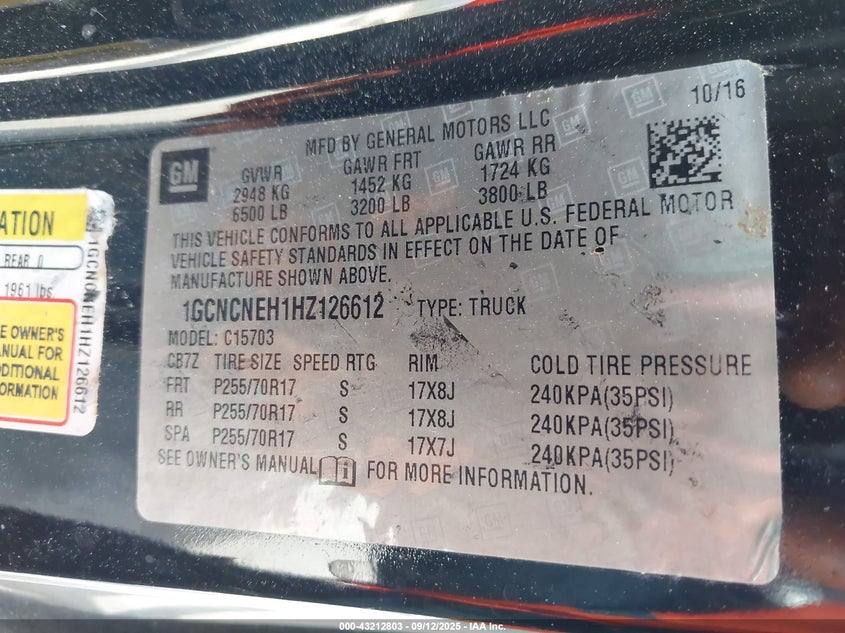 10/16
MFD BY GENERAL MOTORS LLC
GM
GVWR GAWR FRT GAWR RR
2948 KG 1452 KG 1724 KG
6500 LB 3200 LB 3800 LB
THIS VEHICLE CONFORMS TO ALL APPLICABLE U.S. FEDERAL MOTOR
VEHICLE SAFETY STANDARDS IN EFFECT ON THE DATE OF
MANUFACTURE SHOWN ABOVE.
1GCNCNEH1HZ126612 TYPE: TRUCK
MODEL: C15703
CB7Z TIRE SIZE SPEED RTG RIM COLD TIRE PRESSURE
FRT P255/70R17 S 17X8J 240KPA(35PSI)
RR P255/70R17 S 17X8J 240KPA(35PSI)
SPA P255/70R17 S 17X7J 240KPA(35PSI)
SEE OWNER'S MANUAL FOR MORE INFORMATION.
ATION
REAR 0
1961 lbs
E OWNER'S
ANUAL FOR
DDITIONAL
ORMATION
1GCNCNEH1HZ126612
000-43212803 - 09/12/2025 - IAA Inc.